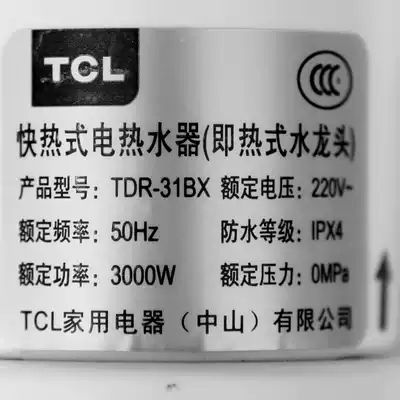 TCL
CCC
快热式电热水器(即热式水龙头)
产品型号: TDR-31BX 额定电压: 220V~
额定频率: 50Hz 防水等级: IPX4
额定功率: 3000W 额定压力: 0MPa
TCL家用电器（中山）有限公司